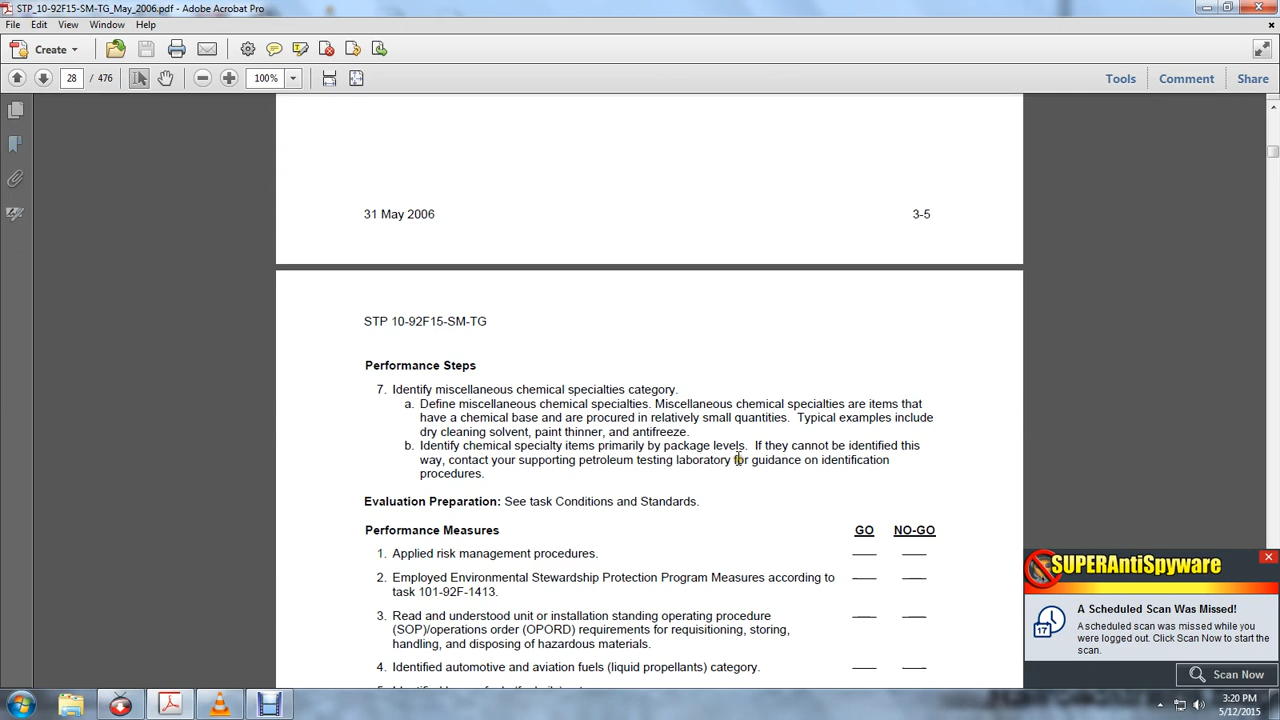 STP_10-92F15-SM-TG_May_2006.pdf - Adobe Acrobat Pro
File Edit View Window Help
Create
28 / 476 100% Tools Comment Share
31 May 2006 3-5
STP 10-92F15-SM-TG
Performance Steps
7. Identify miscellaneous chemical specialties category.
a. Define miscellaneous chemical specialties. Miscellaneous chemical specialties are items that
have a chemical base and are procured in relatively small quantities. Typical examples include
dry cleaning solvent, paint thinner, and antifreeze.
b. Identify chemical specialty items primarily by package levels. If they cannot be identified this
way, contact your supporting petroleum testing laboratory for guidance on identification
procedures.
Evaluation Preparation: See task Conditions and Standards.
Performance Measures GO NO-GO
1. Applied risk management procedures.
2. Employed Environmental Stewardship Protection Program Measures according to
task 101-92F-1413.
3. Read and understood unit or installation standing operating procedure
(SOP)/operations order (OPORD) requirements for requisitioning, storing,
handling, and disposing of hazardous materials.
4. Identified automotive and aviation fuels (liquid propellants) category.
SUPERAntiSpyware
A Scheduled Scan Was Missed!
17
A scheduled scan was missed while you
were logged out. Click Scan Now to start the
scan.
Scan Now
3:20 PM
5/12/2015